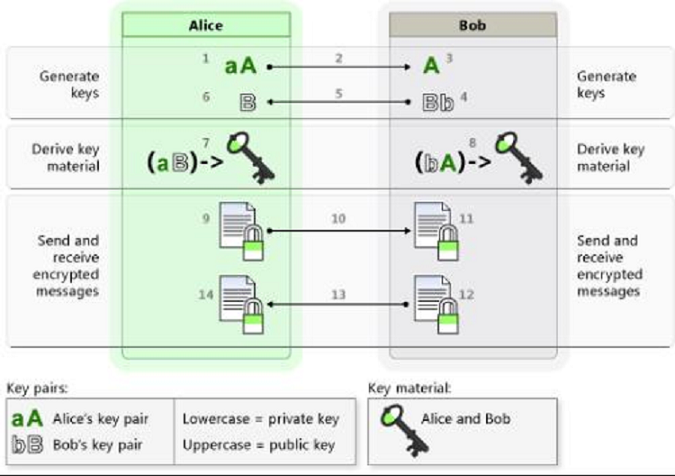 Alice Bob
1 aA 2 A 3
Generate keys Generate keys
6 B 5 Bb 4
Derive key material 7 (aB)-> 8 (bA)-> Derive key material
9 10 11
Send and receive encrypted messages Send and receive encrypted messages
14 13 12
Key pairs: Key material:
aA Alice's key pair Lowercase = private key Alice and Bob
bB Bob's key pair Uppercase = public key